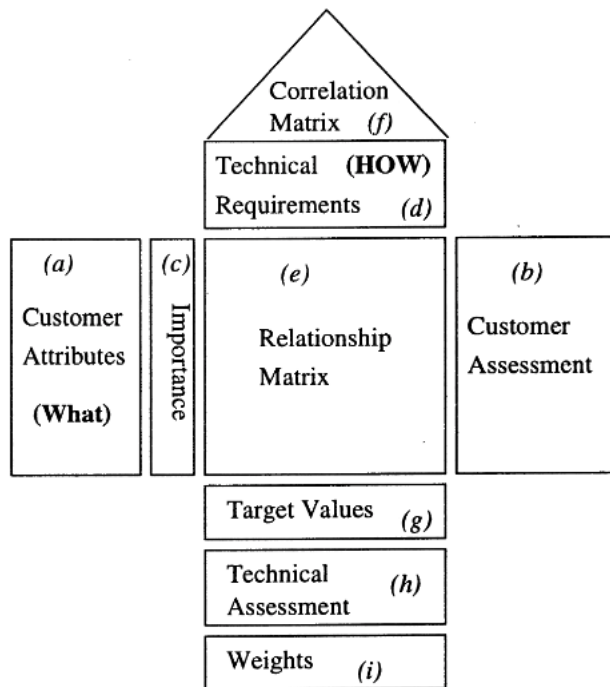 Correlation
Matrix (f)
Technical (HOW)
Requirements (d)
(a)
Customer
Attributes
(What)
(c)
Importance
(e)
Relationship
Matrix
(b)
Customer
Assessment
Target Values (g)
Technical
Assessment (h)
Weights (i)